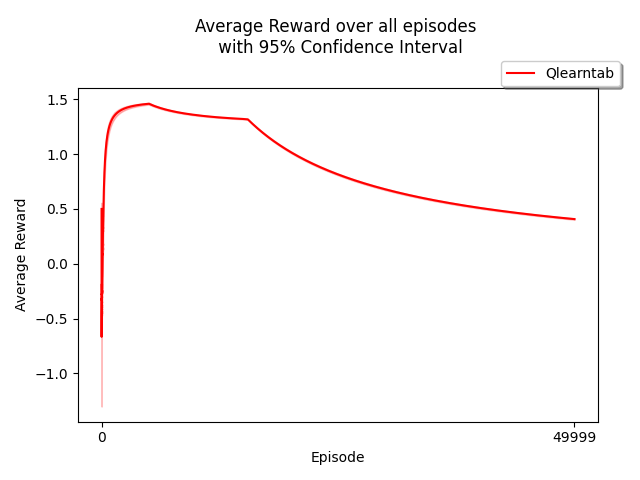 Average Reward over all episodes
with 95% Confidence Interval
Qlearntab
1.5
1.0
0.5
0.0
−0.5
−1.0
Average Reward
0
49999
Episode